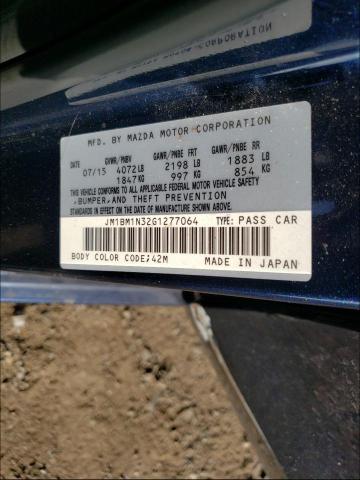 MFD. BY MAZDA MOTOR CORPORATION
DATE GVWR/PNBV GAWR/PNBE FRT GAWR/PNBE RR
07/15 4072LB 2198 LB 1883 LB
1847KG 997 KG 854 KG
THIS VEHICLE CONFORMS TO ALL APPLICABLE FEDERAL MOTOR VEHICLE SAFETY
, BUMPER, AND THEFT PREVENTION
STANDARDS IN EFFECT ON THE DATE OF MANUFACTURE SHOWN ABOVE.
JM1BM1N32G1277064 TYPE: PASS CAR
BODY COLOR CODE:42M MADE IN JAPAN